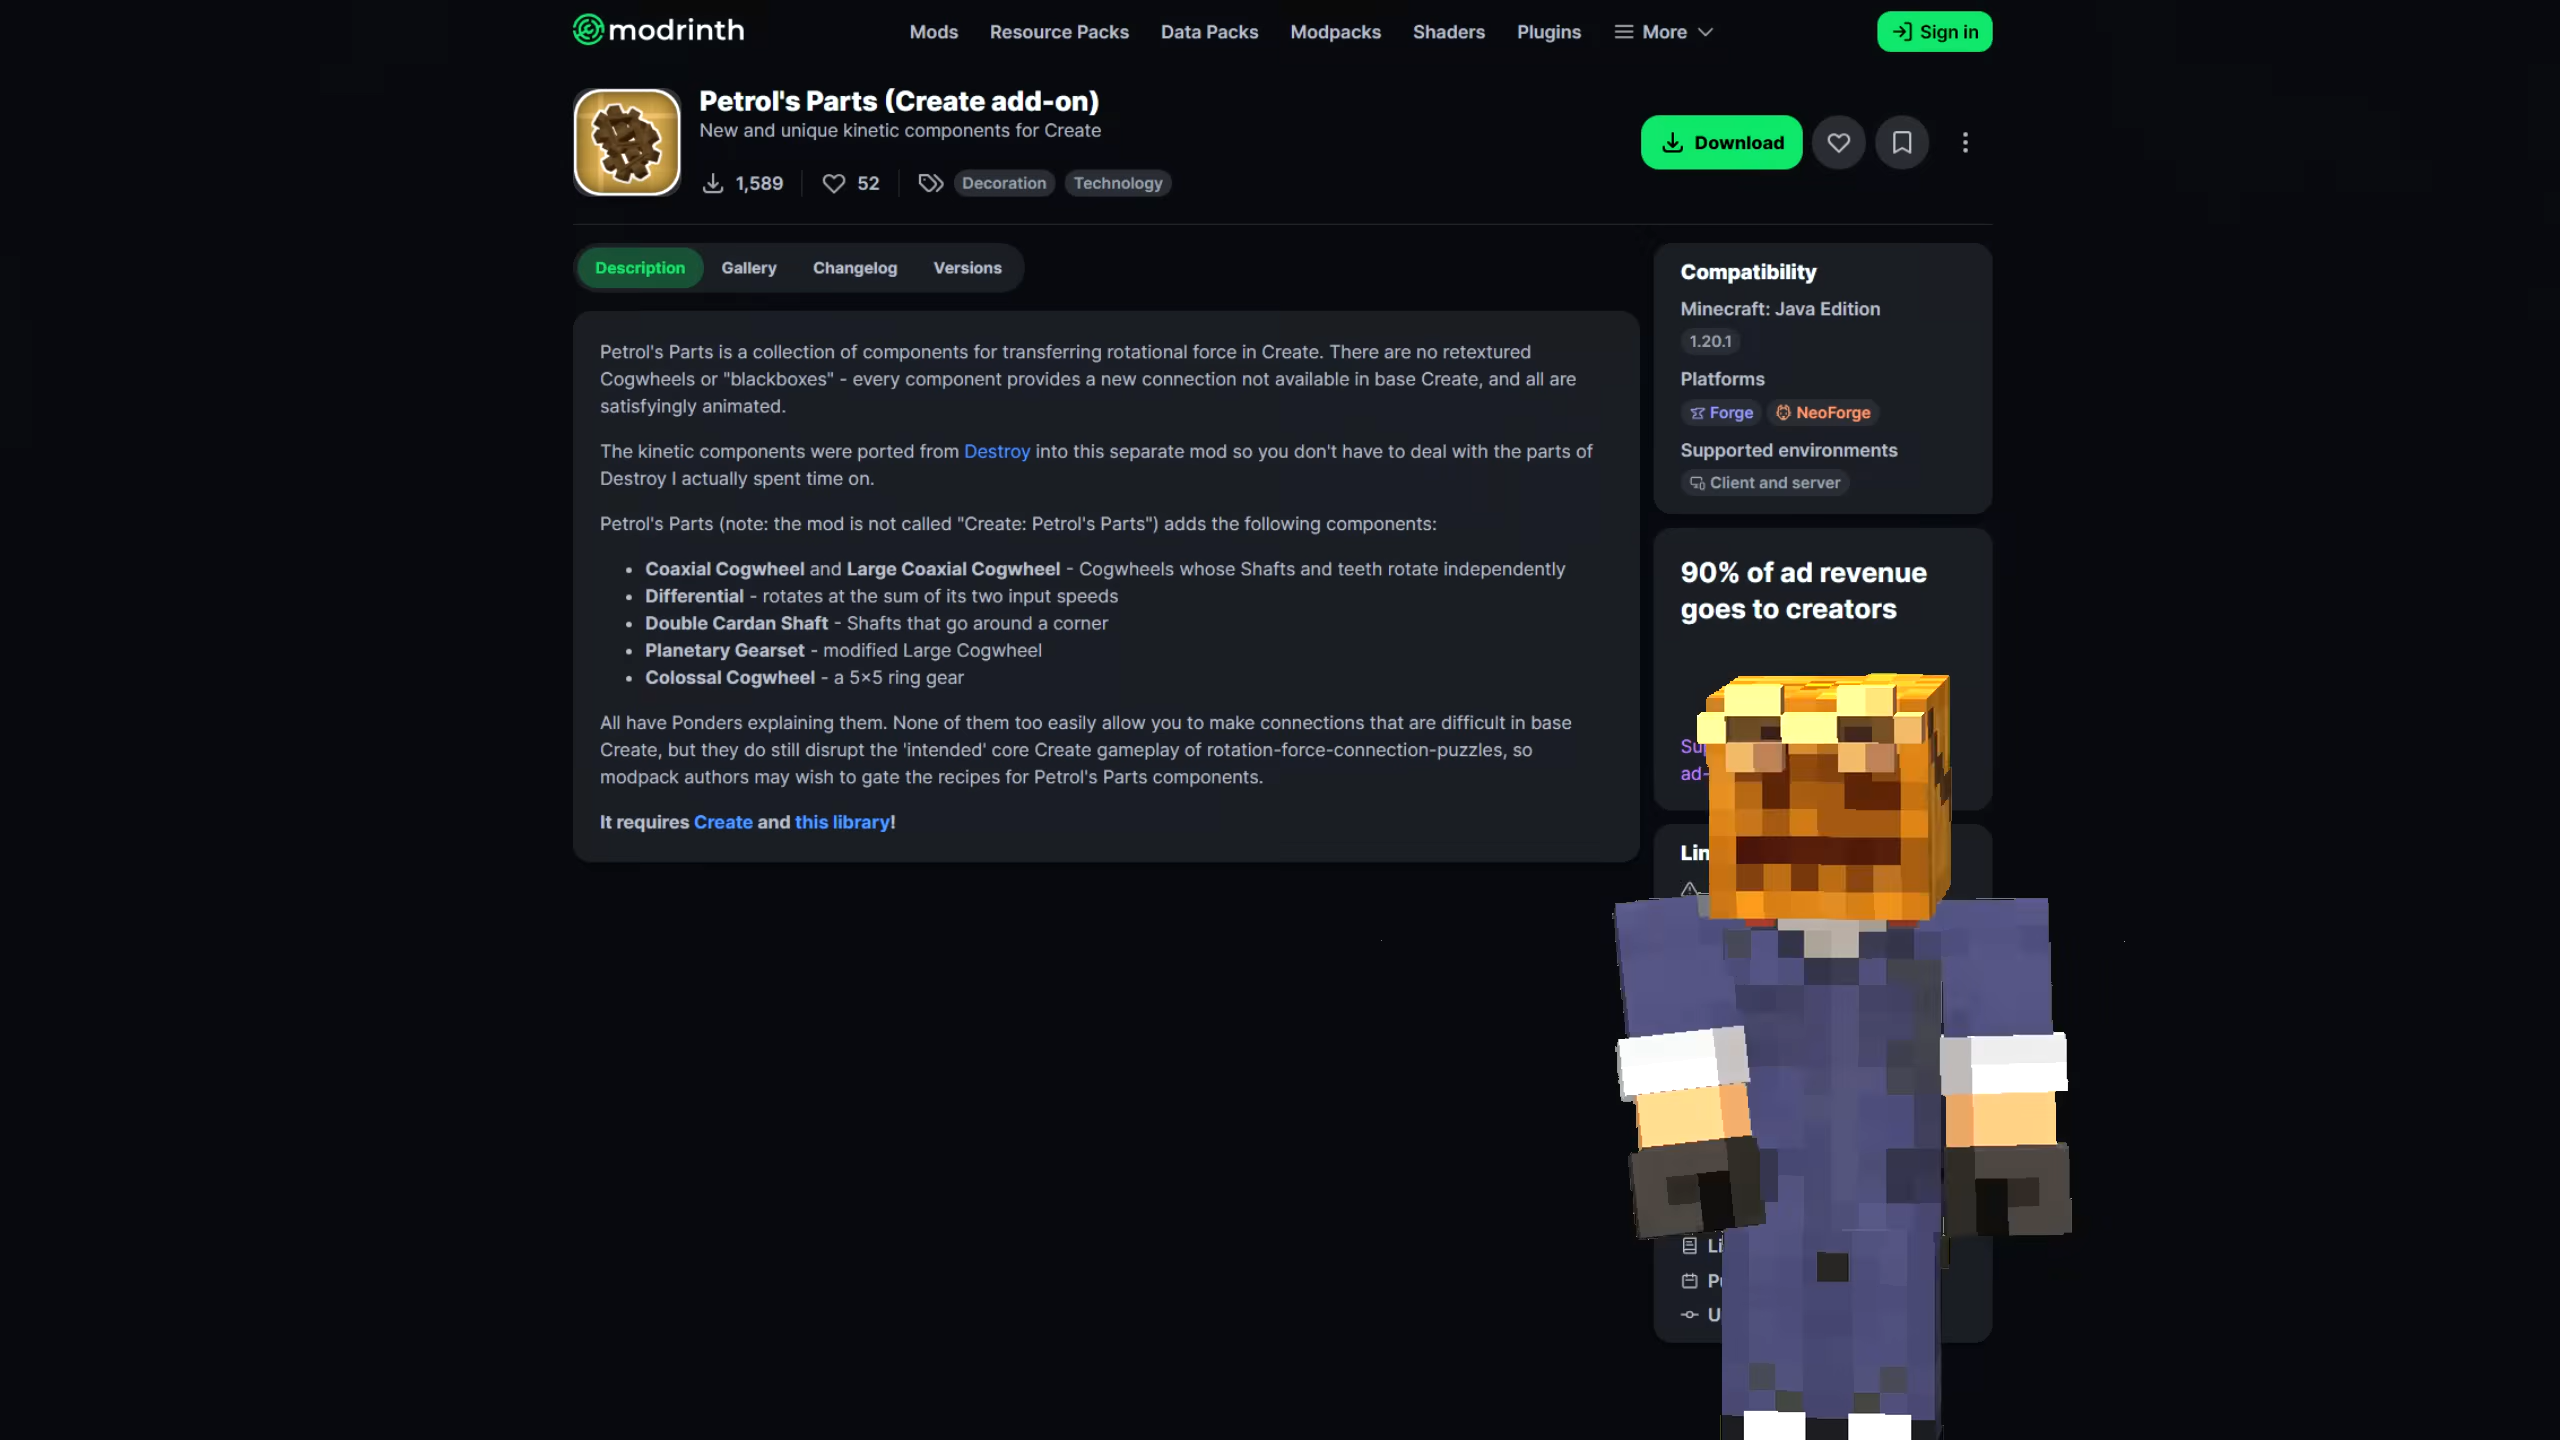 modrinth
Mods Resource Packs Data Packs Modpacks Shaders Plugins More
Sign in
Petrol's Parts (Create add-on)
New and unique kinetic components for Create
1,589 52 Decoration Technology
Download
Description Gallery Changelog Versions
Petrol's Parts is a collection of components for transferring rotational force in Create. There are no retextured
Cogwheels or "blackboxes" - every component provides a new connection not available in base Create, and all are
satisfyingly animated.
The kinetic components were ported from Destroy into this separate mod so you don't have to deal with the parts of
Destroy I actually spent time on.
Petrol's Parts (note: the mod is not called "Create: Petrol's Parts") adds the following components:
• Coaxial Cogwheel and Large Coaxial Cogwheel - Cogwheels whose Shafts and teeth rotate independently
• Differential - rotates at the sum of its two input speeds
• Double Cardan Shaft - Shafts that go around a corner
• Planetary Gearset - modified Large Cogwheel
• Colossal Cogwheel - a 5×5 ring gear
All have Ponders explaining them. None of them too easily allow you to make connections that are difficult in base
Create, but they do still disrupt the 'intended' core Create gameplay of rotation-force-connection-puzzles, so
modpack authors may wish to gate the recipes for Petrol's Parts components.
It requires Create and this library!
Compatibility
Minecraft: Java Edition
1.20.1
Platforms
Forge NeoForge
Supported environments
Client and server
90% of ad revenue
goes to creators
ad-